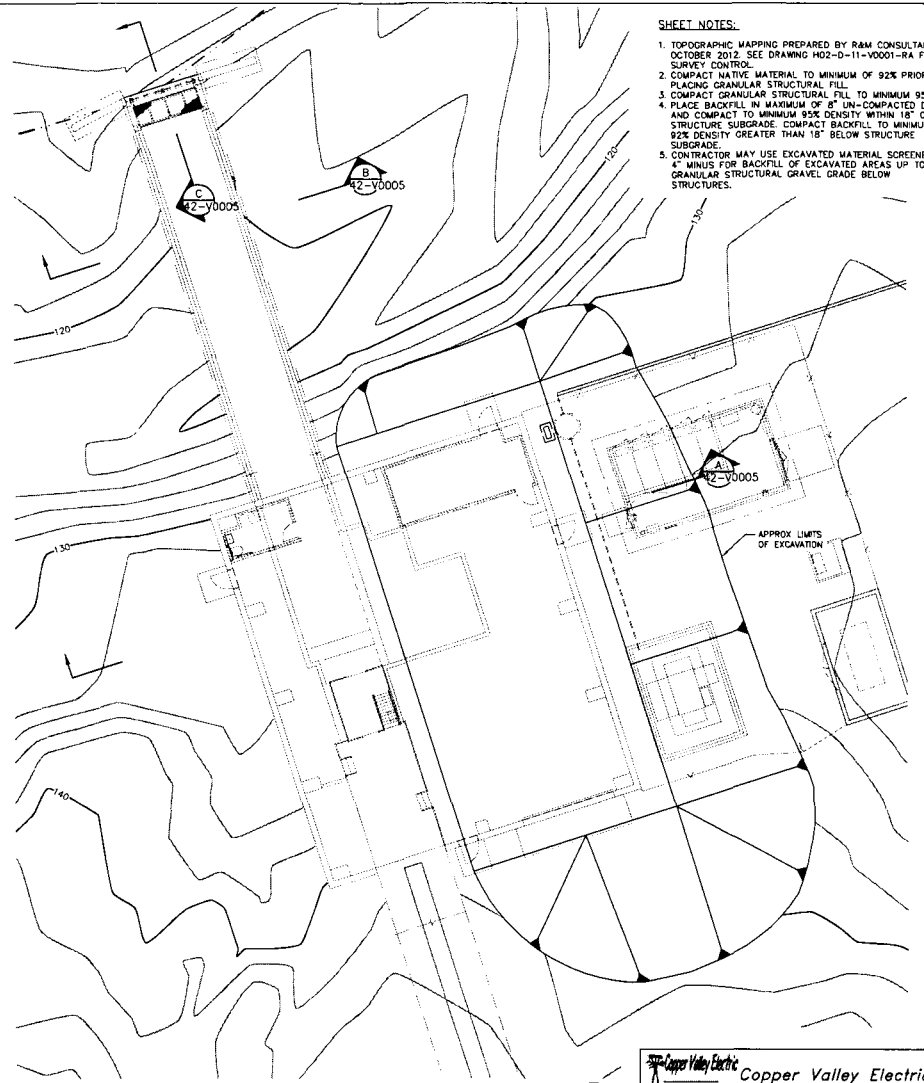 SHEET NOTES:
1. TOPOGRAPHIC MAPPING PREPARED BY R&M
OCTOBER 2012. SEE DRAWING H02-D-11-V0001-RA
SURVEY CONTROL.
2. COMPACT NATIVE MATERIAL TO MINIMUM OF 92%
PLACING GRANULAR STRUCTURAL FILL.
3. COMPACT GRANULAR STRUCTURAL FILL TO MINIMUM
4. PLACE BACKFILL IN MAXIMUM OF 8" UN-COMPACTED
AND COMPACT TO MINIMUM 95% DENSITY WITHIN 18"
STRUCTURE SUBGRADE. COMPACT BACKFILL TO
92% DENSITY GREATER THAN 18" BELOW STRUCTURE
SUBGRADE.
5. CONTRACTOR MAY USE EXCAVATED MATERIAL
4" MINUS FOR BACKFILL OF EXCAVATED AREAS UP TO
GRANULAR STRUCTURAL GRAVEL GRADE BELOW
STRUCTURES.
C
42-V0005
B
42-V0005
120
130
120
A
42-V0005
130
APPROX LIMITS
OF EXCAVATION
140
Copper Valley Electric
Copper Valley Electric